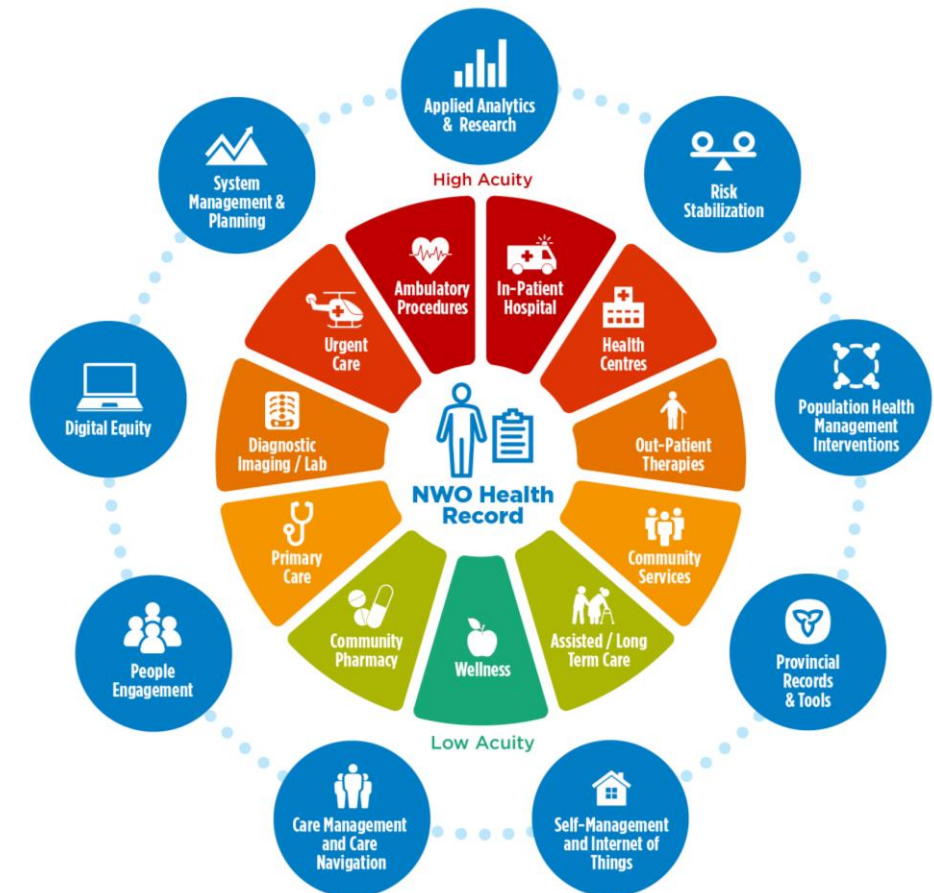 Applied Analytics
& Research
System
Management &
Planning
Risk
Stabilization
High Acuity
Ambulatory
Procedures
In-Patient
Hospital
Urgent
Care
Health
Centres
Digital Equity
Population Health
Management
Interventions
Diagnostic
Imaging / Lab
Out-Patient
Therapies
NWO Health
Record
Primary
Care
Community
Services
Community
Pharmacy
Wellness
Assisted / Long
Term Care
People
Engagement
Provincial
Records
& Tools
Low Acuity
Care Management
and Care
Navigation
Self-Management
and Internet of
Things